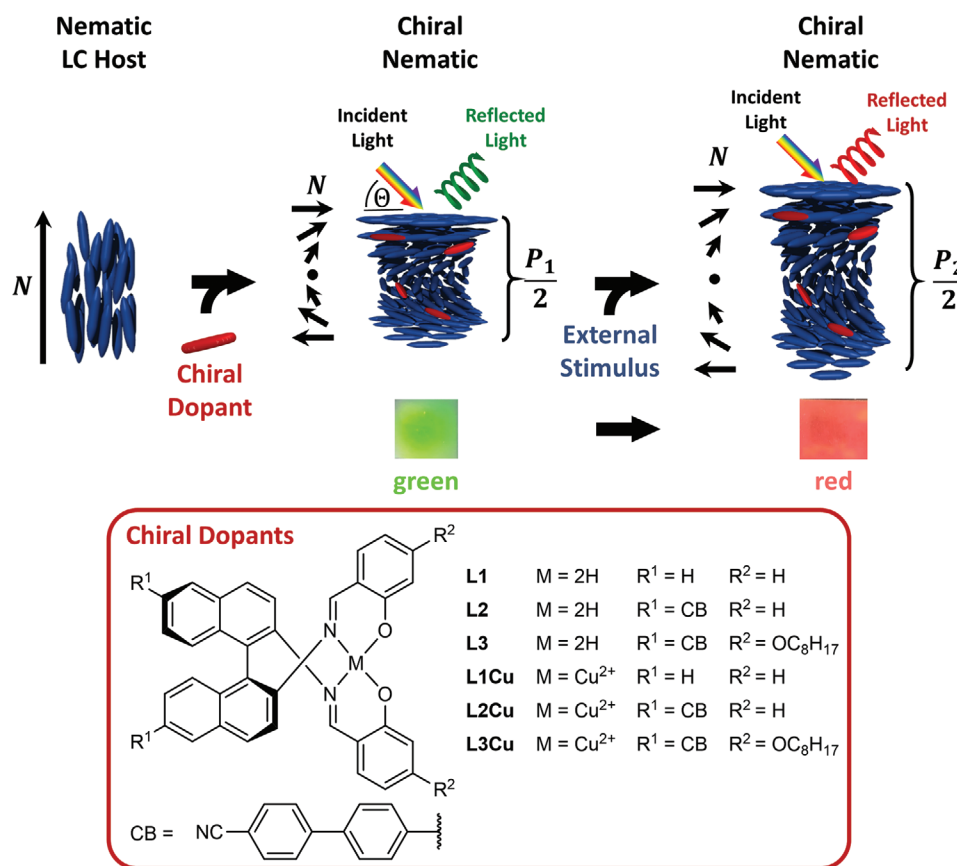 Nematic
LC Host
Chiral
Nematic
Chiral
Nematic
Incident
Light
Reflected
Light
Incident
Light
Reflected
Light
N
N
Θ
N
P₁
2
P₂
2
Chiral
Dopant
External
Stimulus
green
red
Chiral Dopants
R¹
R²
N
O
M
N
O
R¹
R²
L1 M = 2H R¹ = H R² = H
L2 M = 2H R¹ = CB R² = H
L3 M = 2H R¹ = CB R² = OC₈H₁₇
L1Cu M = Cu²⁺ R¹ = H R² = H
L2Cu M = Cu²⁺ R¹ = CB R² = H
L3Cu M = Cu²⁺ R¹ = CB R² = OC₈H₁₇
CB = NC